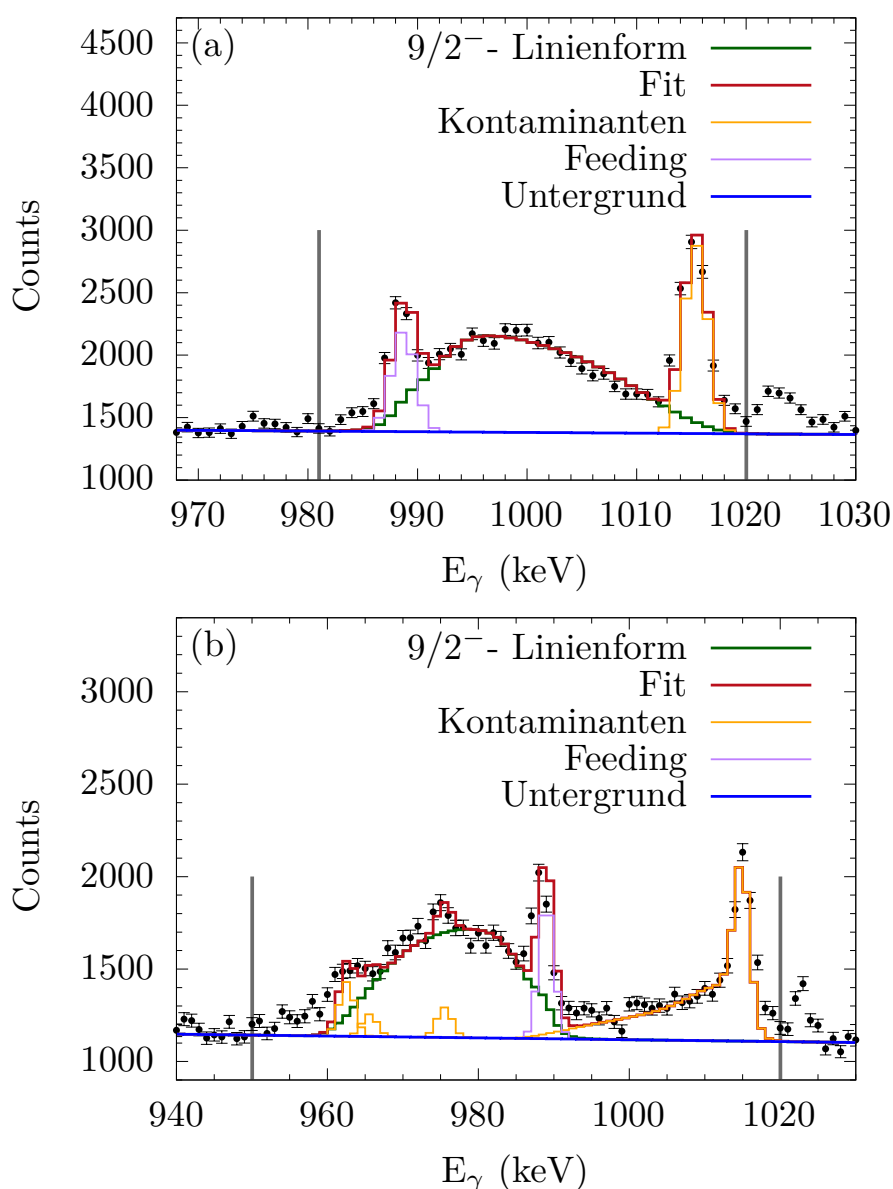 (a)
9/2⁻- Linienform
Fit
Kontaminanten
Feeding
Untergrund
4500
4000
3500
3000
2500
2000
1500
1000
Counts
970 980 990 1000 1010 1020 1030
E_γ (keV)
(b)
9/2⁻- Linienform
Fit
Kontaminanten
Feeding
Untergrund
3000
2500
2000
1500
1000
Counts
940 960 980 1000 1020
E_γ (keV)